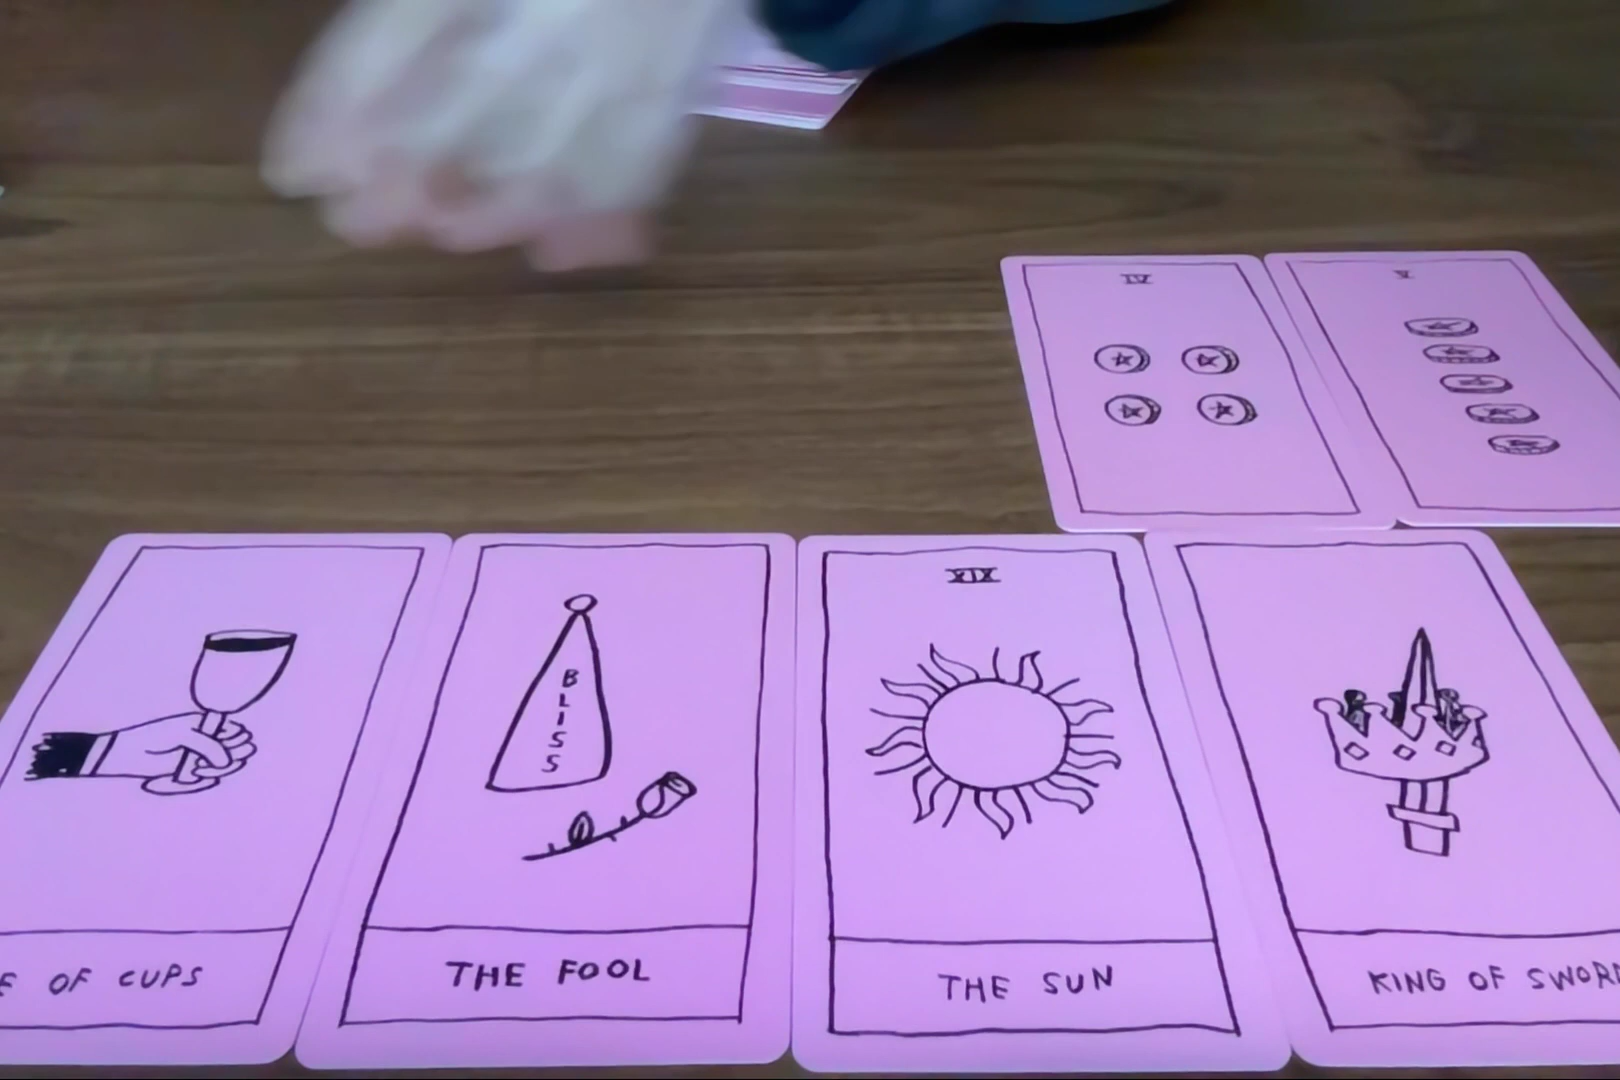 IV
V
XIX
B
L
I
S
S
E OF CUPS
THE FOOL
THE SUN
KING OF SWORD